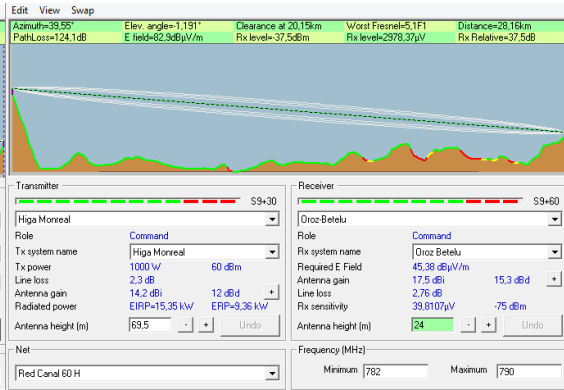 Edit View Swap
Azimuth=39,55° Elev. angle=-1,191° Clearance at 20,15km Worst Fresnel=5,1F1 Distance=28,16km
PathLoss=124,1dB E field=82,9dBµV/m Rx level=-37,5dBm Rx level=2978,37µV Rx Relative=37,5dB
Transmitter
S9+30
Higa Monreal
Role Command
Tx system name Higa Monreal
Tx power 1000 W 60 dBm
Line loss 2,3 dB
Antenna gain 14,2 dBi 12 dBd +
Radiated power EIRP=15,35 kW ERP=9,36 kW
Antenna height (m) 69,5 - + Undo
Receiver
S9+60
Oroz-Betelu
Role Command
Rx system name Oroz Betelu
Required E Field 45,38 dBµV/m
Antenna gain 17,5 dBi 15,3 dBd +
Line loss 2,76 dB
Rx sensitivity 39,8107µV -75 dBm
Antenna height (m) 24 - + Undo
Net
Red Canal 60 H
Frequency (MHz)
Minimum 782 Maximum 790